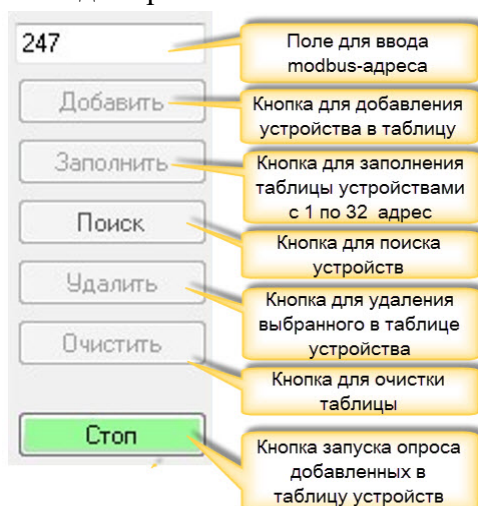 247
Поле для ввода
modbus-адреса
Добавить
Кнопка для добавления
устройства в таблицу
Заполнить
Кнопка для заполнения
таблицы устройствами
с 1 по 32 адрес
Поиск
Кнопка для поиска
устройств
Удалить
Кнопка для удаления
выбранного в таблице
устройства
Очистить
Кнопка для очистки
таблицы
Стоп
Кнопка запуска опроса
добавленных в
таблицу устройств